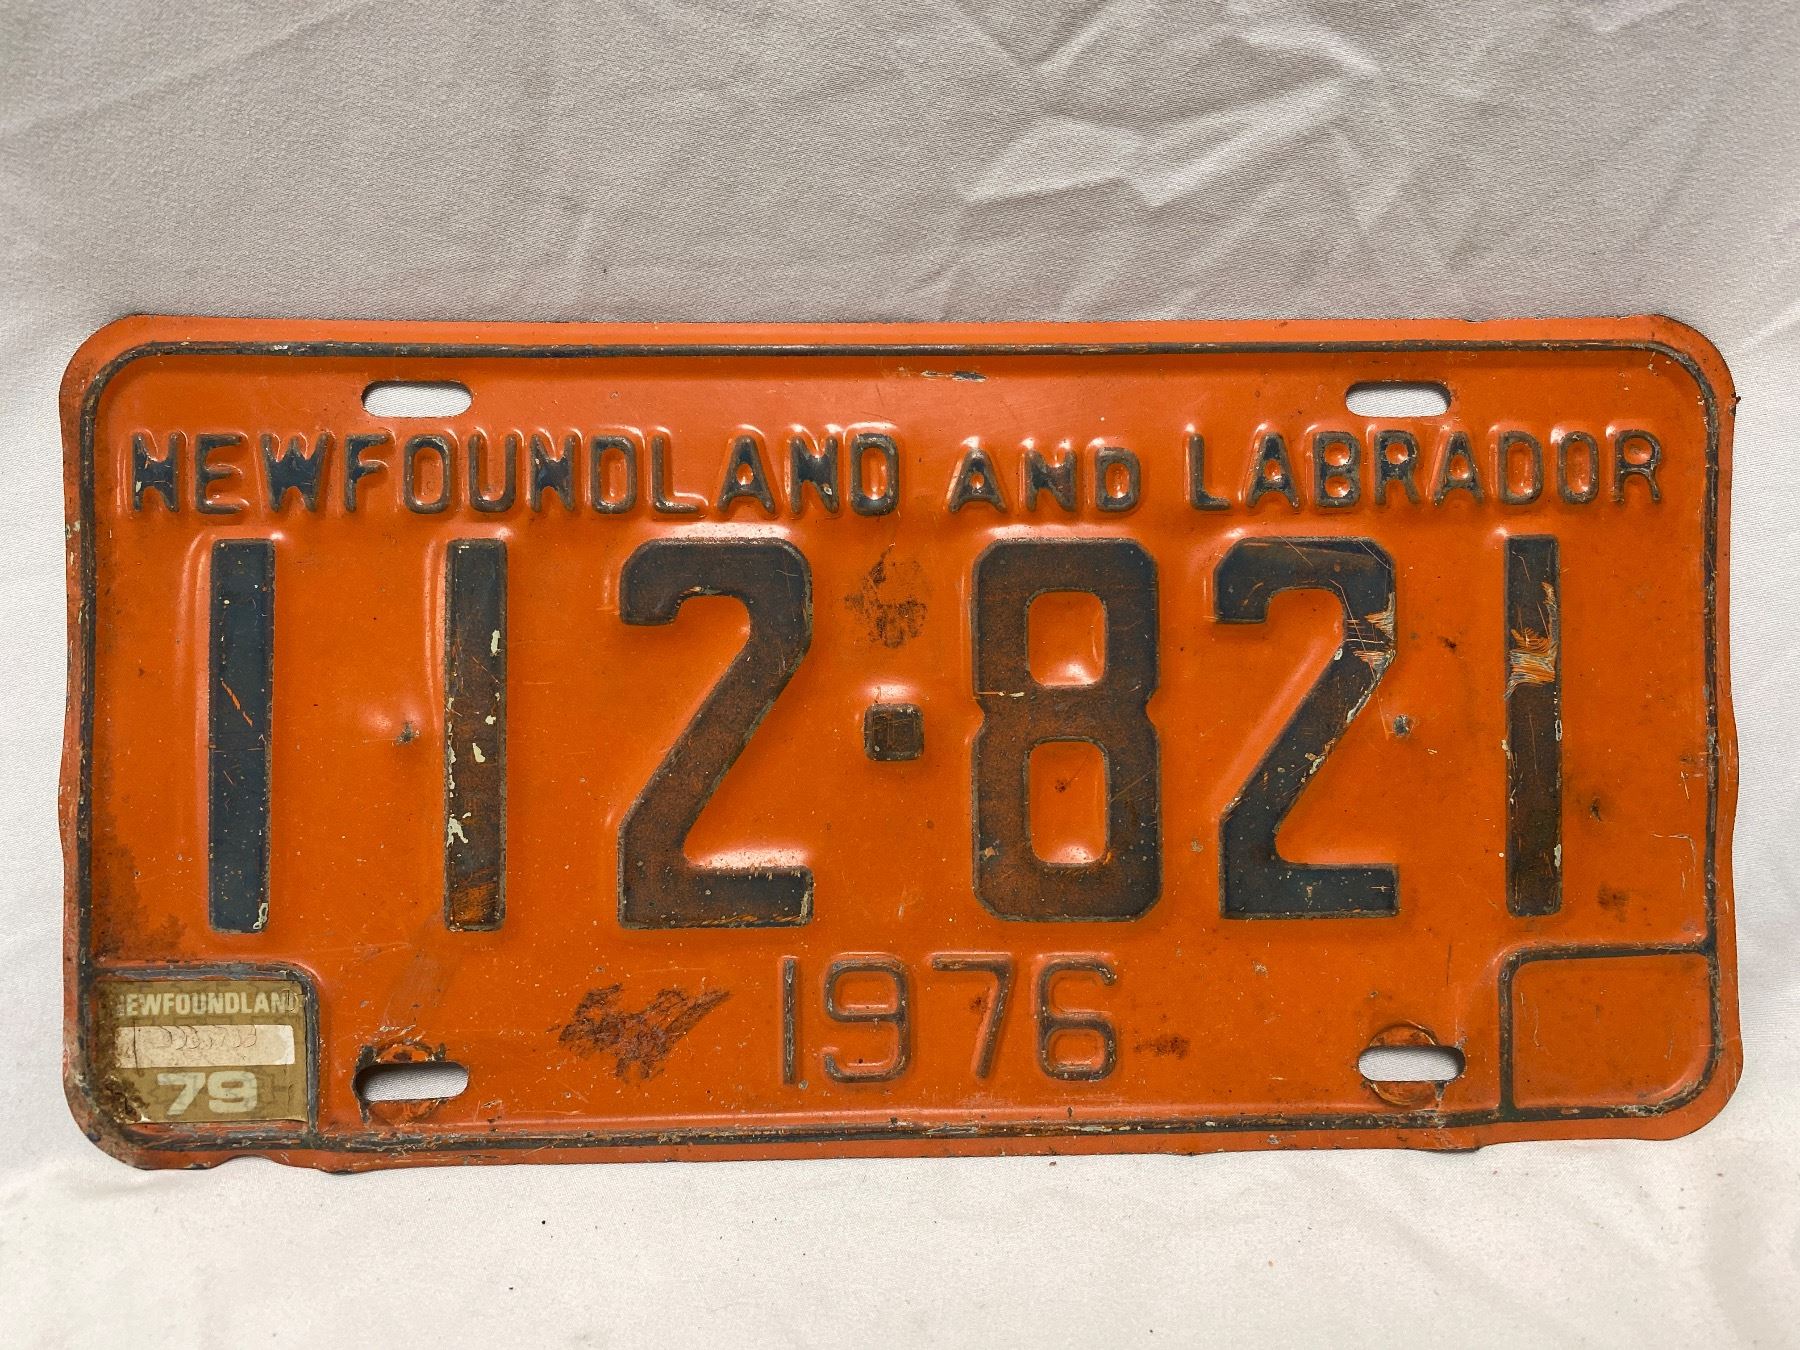 NEWFOUNDLAND AND LABRADOR
112·821
1976
NEWFOUNDLAND
79